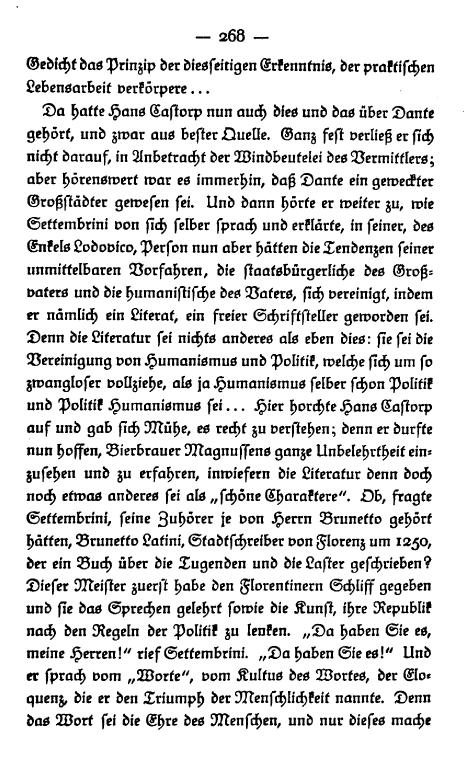 — 268 —
Gedicht das Prinzip der diesseitigen Erkenntnis, der praktischen
Lebensarbeit verkörpere ...
Da hatte Hans Castorp nun auch dies und das über Dante
gehört, und zwar aus bester Quelle. Ganz fest verließ er sich
nicht darauf, in Anbetracht der Windbeutelei des Vermittlers;
aber hörenswert war es immerhin, daß Dante ein geweckter
Großstädter gewesen sei. Und dann hörte er weiter zu, wie
Settembrini von sich selber sprach und erklärte, in seiner, des
Enkels Lodovico, Person nun aber hätten die Tendenzen seiner
unmittelbaren Vorfahren, die staatsbürgerliche des Groß-
vaters und die humanistische des Vaters, sich vereinigt, indem
er nämlich ein Literat, ein freier Schriftsteller geworden sei.
Denn die Literatur sei nichts anderes als eben dies: sie sei die
Vereinigung von Humanismus und Politik, welche sich um so
zwangloser vollziehe, als ja Humanismus selber schon Politik
und Politik Humanismus sei ... Hier horchte Hans Castorp
auf und gab sich Mühe, es recht zu verstehen; denn er durfte
nun hoffen, Bierbrauer Magnussens ganze Unbelehrtheit ein-
zusehen und zu erfahren, inwiefern die Literatur denn doch
noch etwas anderes sei als „schöne Charaktere". Ob, fragte
Settembrini, seine Zuhörer je von Herrn Brunetto gehört
hätten, Brunetto Latini, Stadtschreiber von Florenz um 1250,
der ein Buch über die Tugenden und die Laster geschrieben?
Dieser Meister zuerst habe den Florentinern Schliff gegeben
und sie das Sprechen gelehrt sowie die Kunst, ihre Republik
nach den Regeln der Politik zu lenken. „Da haben Sie es,
meine Herren!" rief Settembrini. „Da haben Sie es!" Und
er sprach vom „Worte", vom Kultus des Wortes, der Elo-
quenz, die er den Triumph der Menschlichkeit nannte. Denn
das Wort sei die Ehre des Menschen, und nur dieses mache